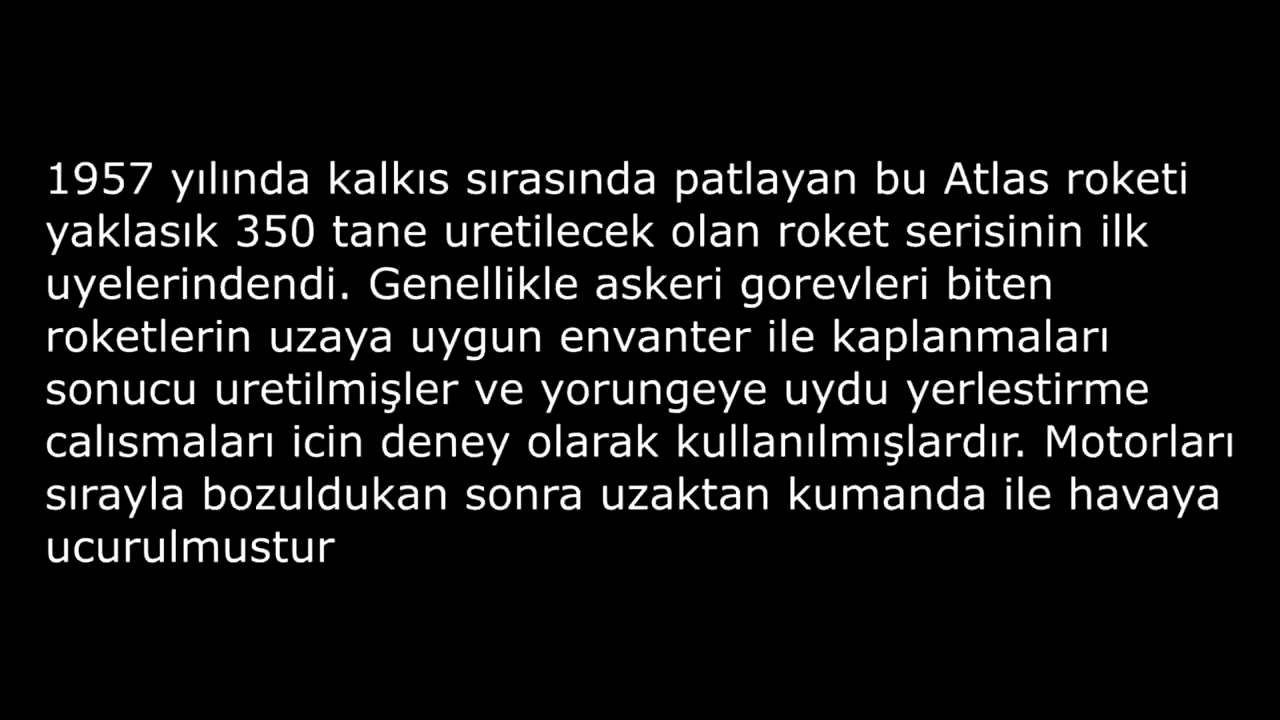 1957 yılında kalkıs sırasında patlayan bu Atlas roketi
yaklasık 350 tane uretilecek olan roket serisinin ilk
uyelerindendi. Genellikle askeri gorevleri biten
roketlerin uzaya uygun envanter ile kaplanmaları
sonucu uretilmişler ve yorungeye uydu yerlestirme
calısmaları icin deney olarak kullanılmışlardır. Motorları
sırayla bozuldukan sonra uzaktan kumanda ile havaya
ucurulmustur